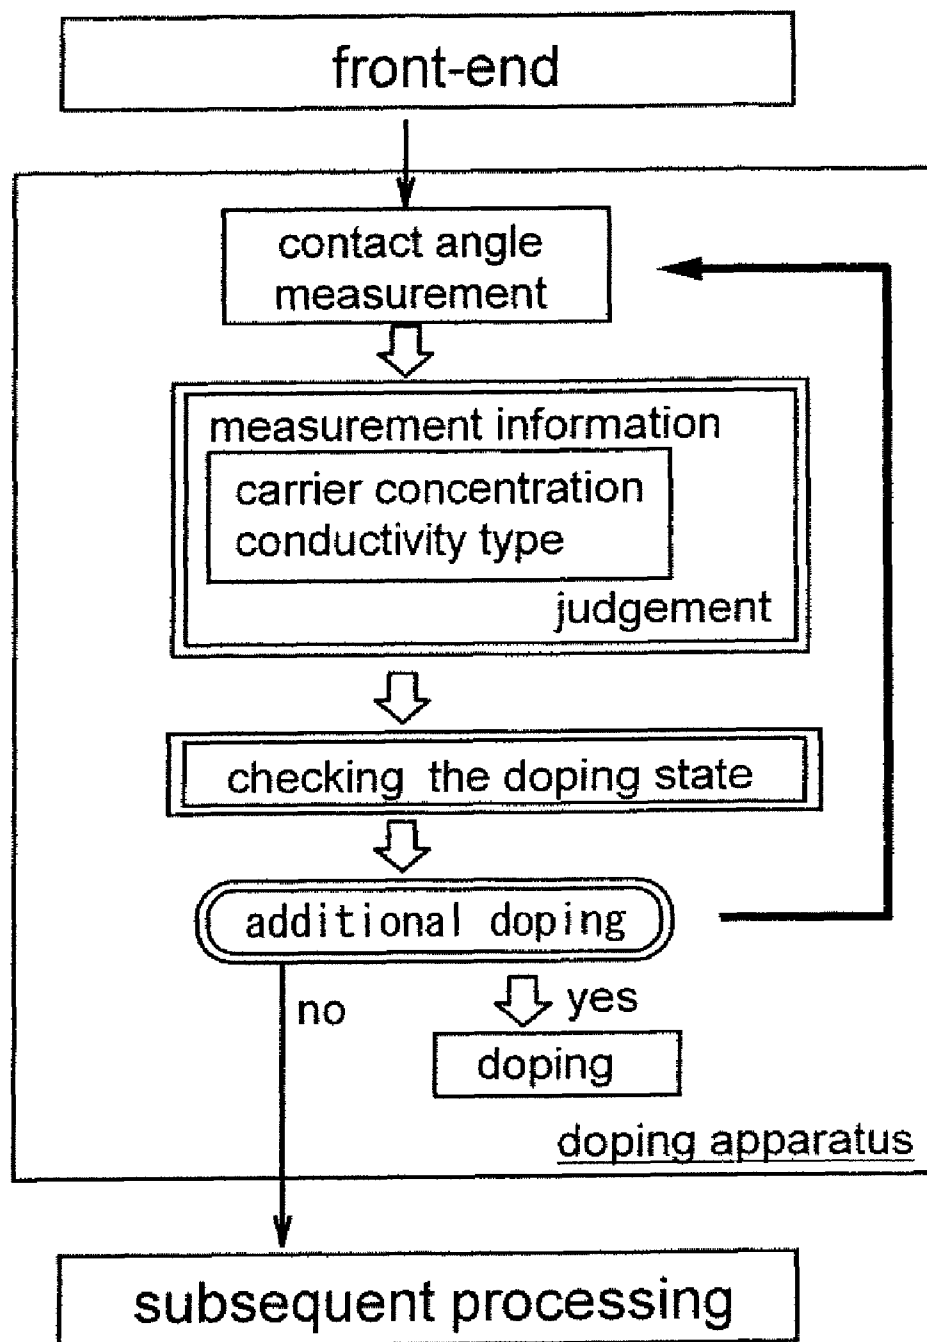 front-end
contact angle
measurement
measurement information
carrier concentration
conductivity type
judgement
checking the doping state
additional doping
no
yes
doping
doping apparatus
subsequent processing